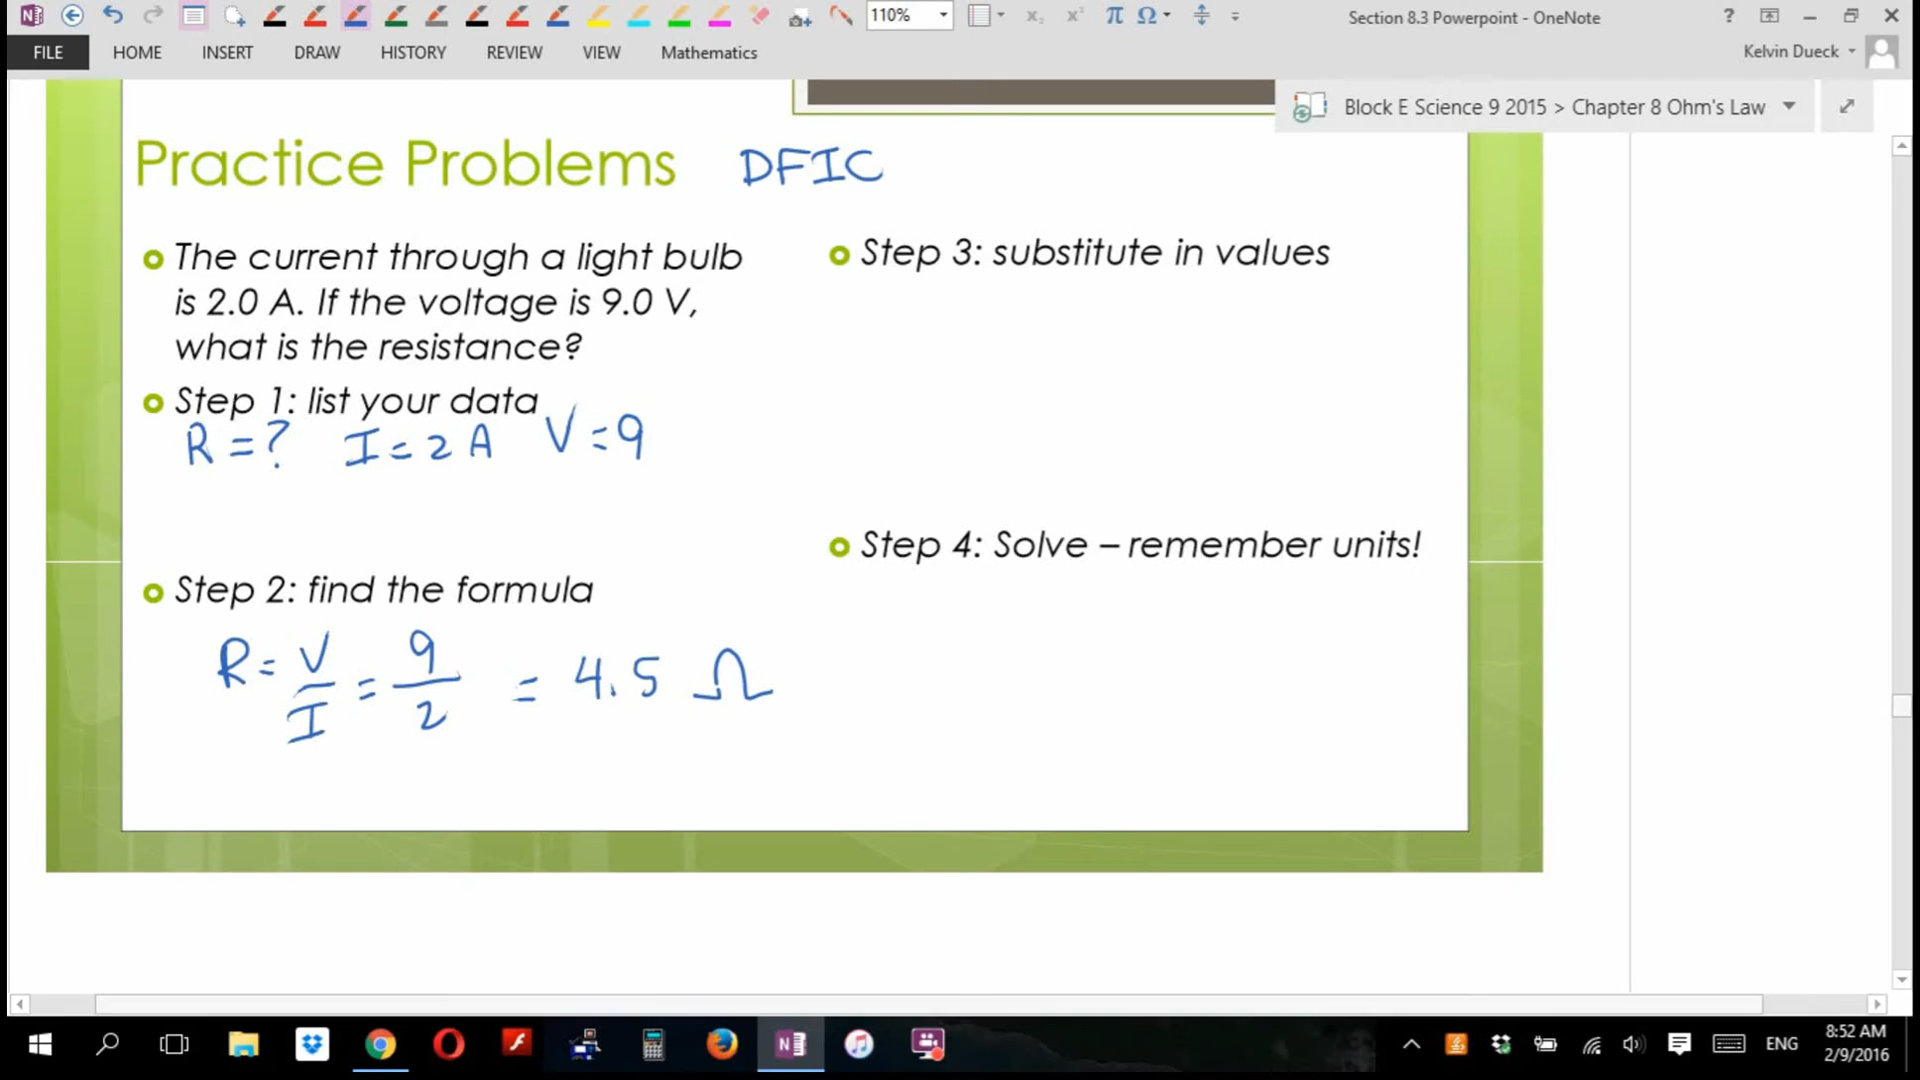 110%
π Ω
Section 8.3 Powerpoint - OneNote
?
FILE HOME INSERT DRAW HISTORY REVIEW VIEW Mathematics
Kelvin Dueck
Block E Science 9 2015 > Chapter 8 Ohm's Law
Practice Problems DFIC
The current through a light bulb
is 2.0 A. If the voltage is 9.0 V,
what is the resistance?
Step 1: list your data
R = ? I = 2 A V = 9
Step 2: find the formula
R = V/I = 9/2 = 4.5 Ω
Step 3: substitute in values
Step 4: Solve – remember units!
ENG
8:52 AM
2/9/2016